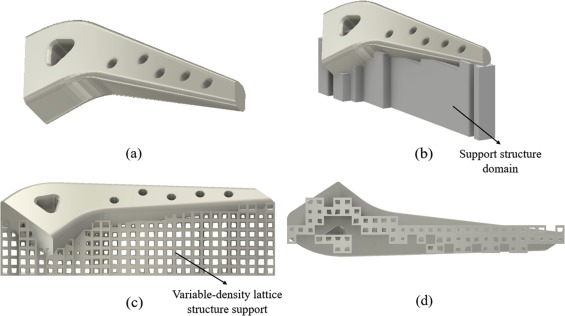 (a)
(b)
Support structure
domain
(c)
Variable-density lattice
structure support
(d)